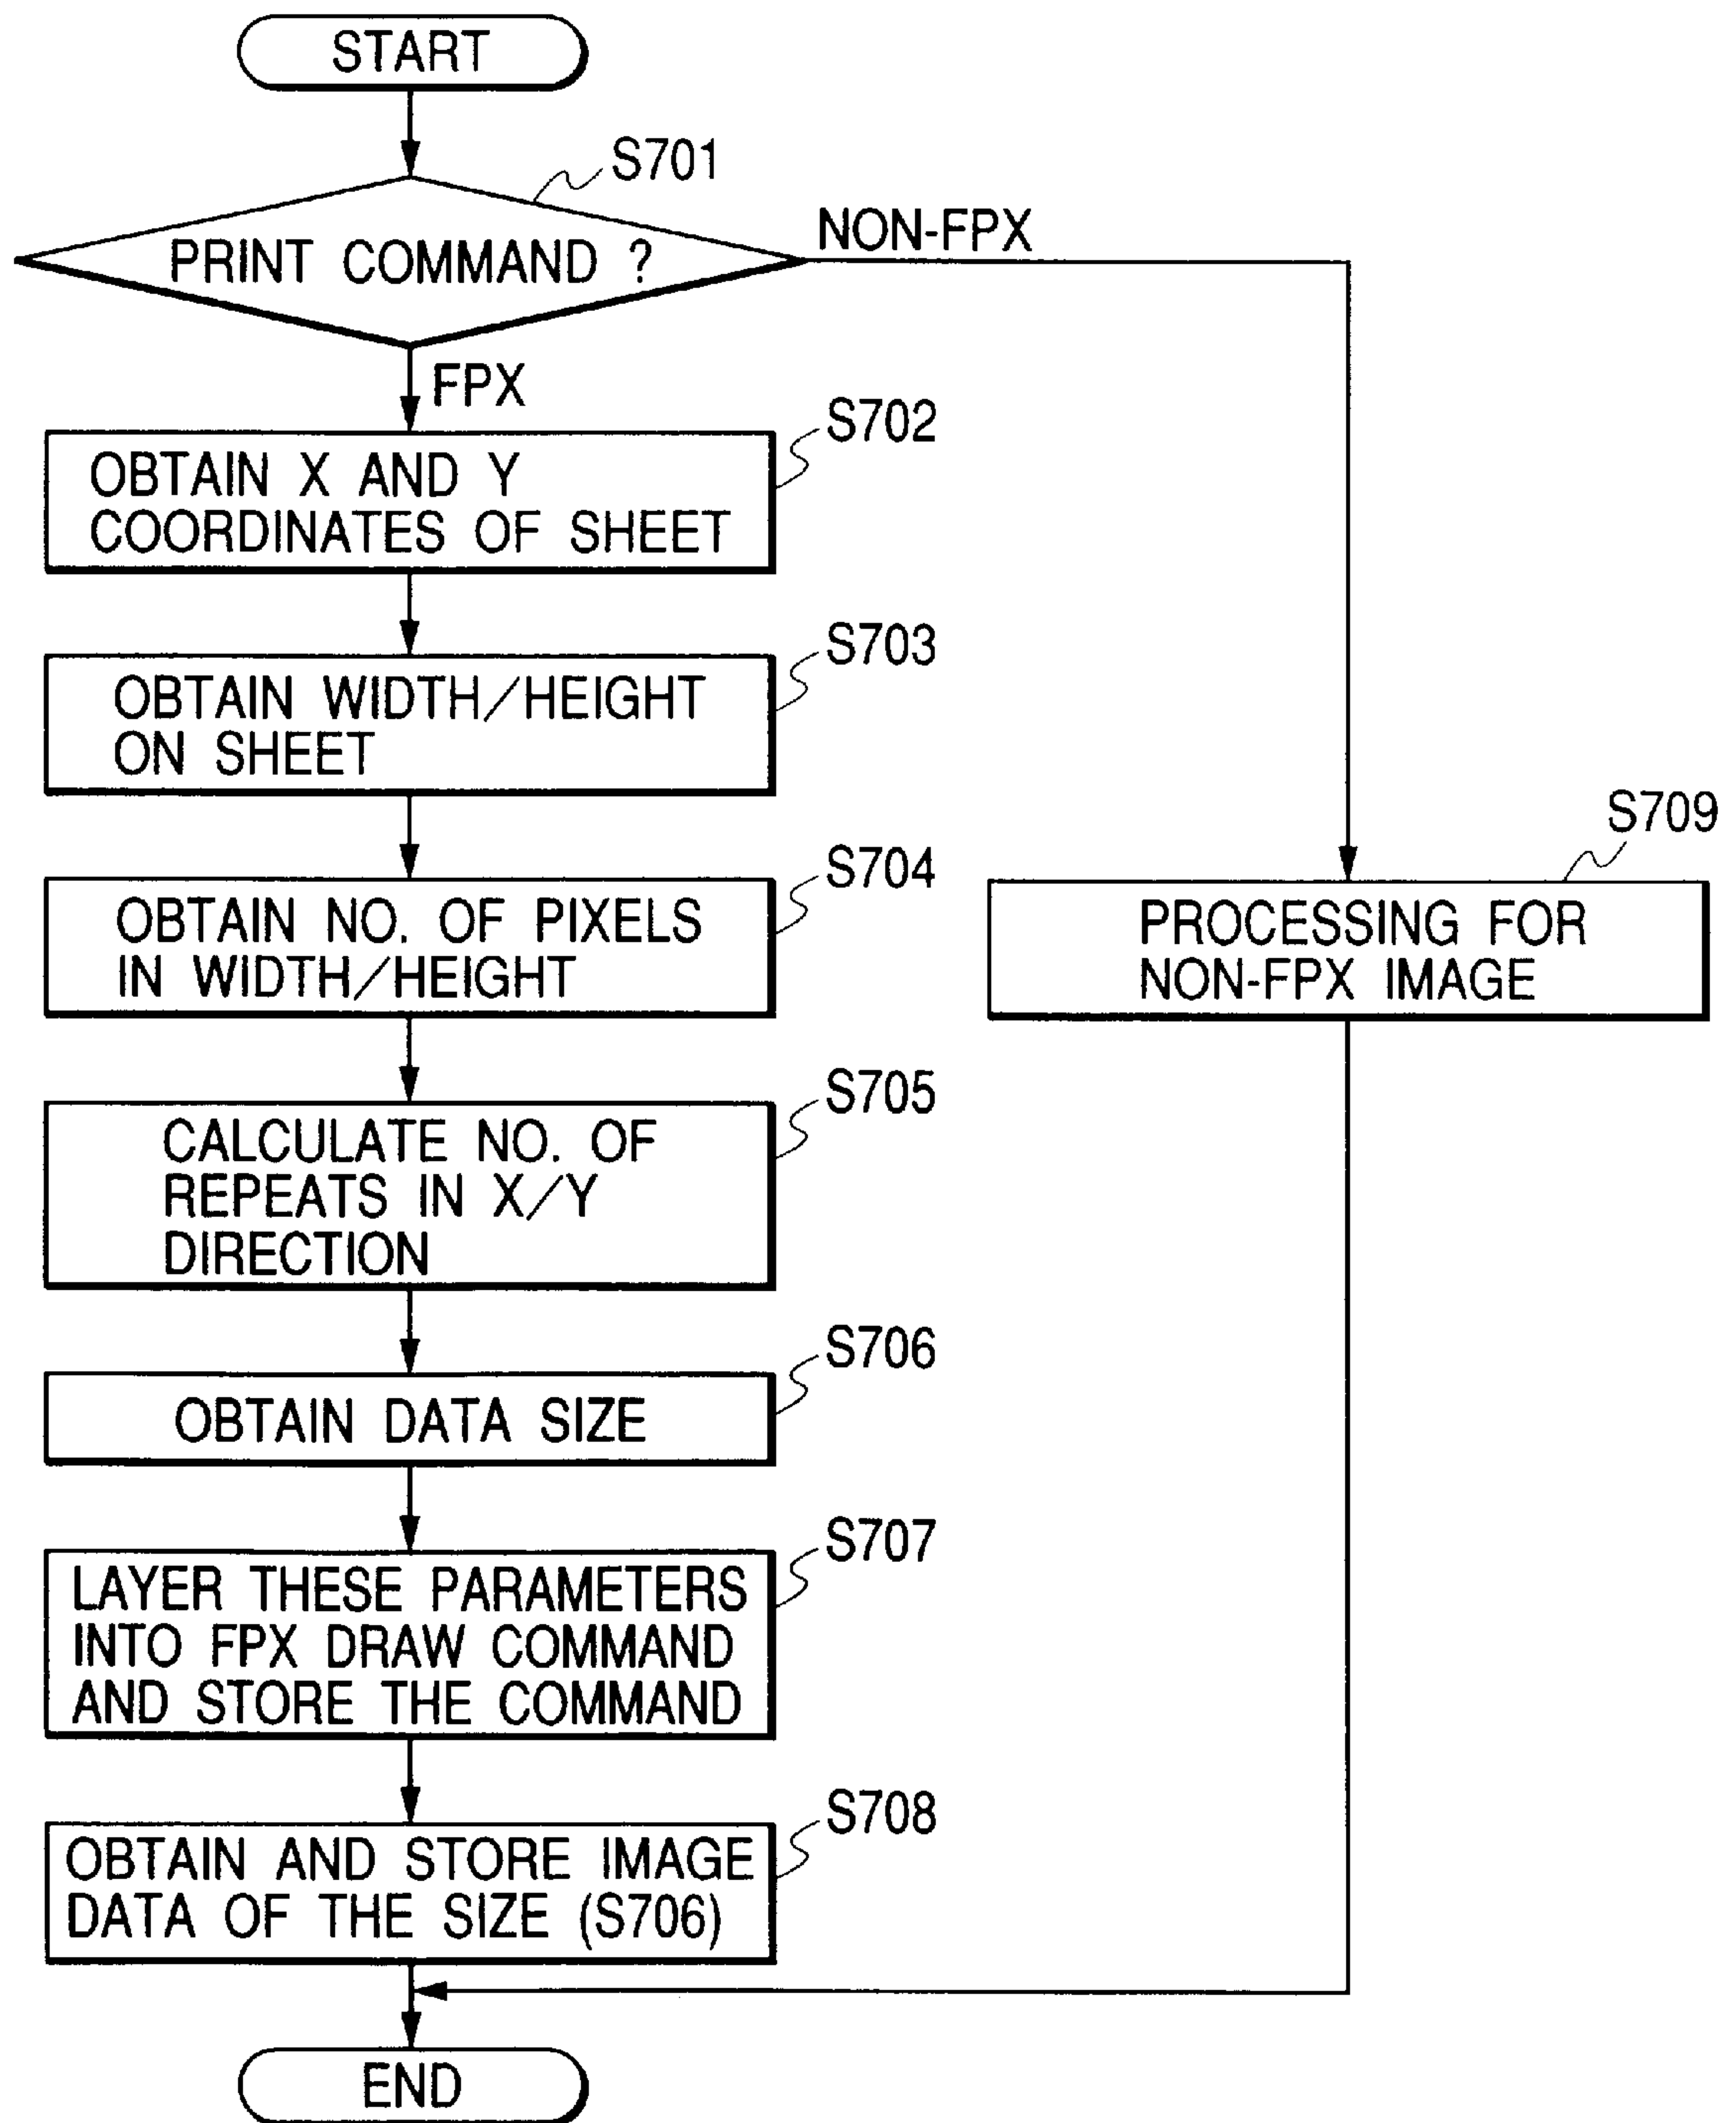 START
S701
PRINT COMMAND ?
NON-FPX
FPX
S702
OBTAIN X AND Y
COORDINATES OF SHEET
S703
OBTAIN WIDTH/HEIGHT
ON SHEET
S704
OBTAIN NO. OF PIXELS
IN WIDTH/HEIGHT
S709
PROCESSING FOR
NON-FPX IMAGE
S705
CALCULATE NO. OF
REPEATS IN X/Y
DIRECTION
S706
OBTAIN DATA SIZE
S707
LAYER THESE PARAMETERS
INTO FPX DRAW COMMAND
AND STORE THE COMMAND
S708
OBTAIN AND STORE IMAGE
DATA OF THE SIZE (S706)
END